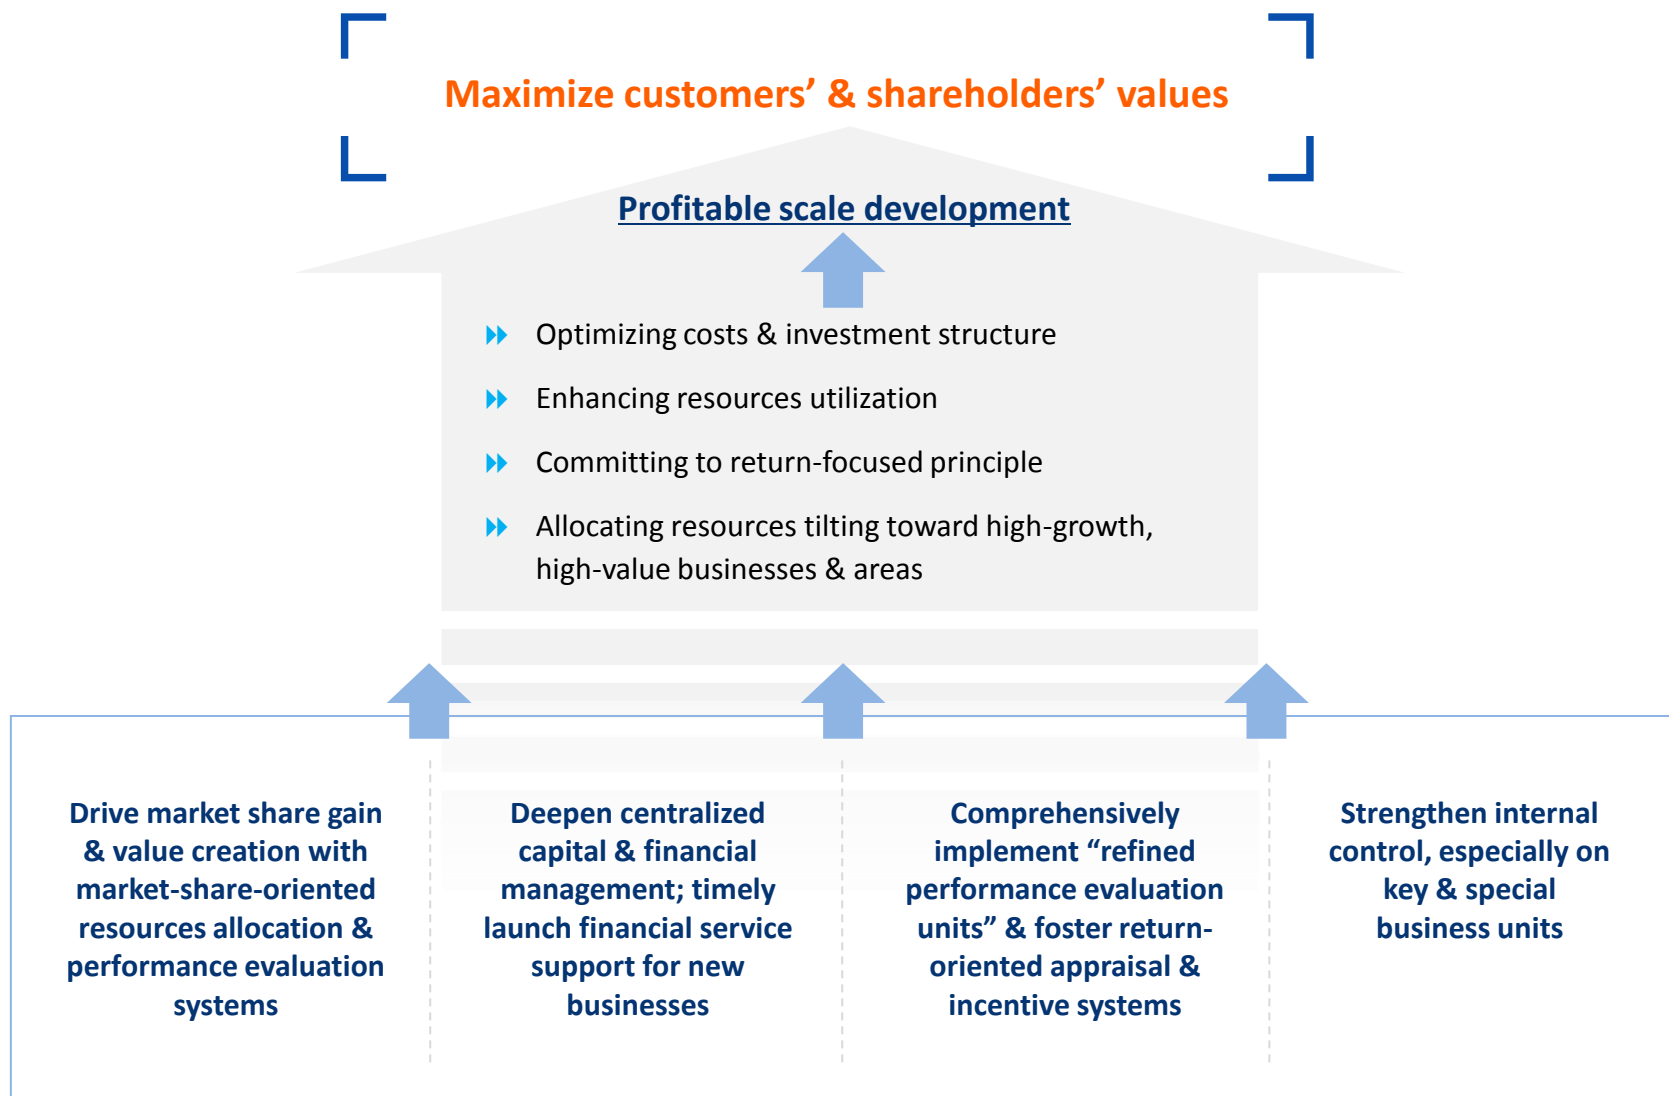 Maximize customers’ & shareholders’ values
Profitable scale development
Optimizing costs & investment structure
Enhancing resources utilization
Committing to return-focused principle
Allocating resources tilting toward high-growth,
high-value businesses & areas
Drive market share gain
& value creation with
market-share-oriented
resources allocation &
performance evaluation
systems
Deepen centralized
capital & financial
management; timely
launch financial service
support for new
businesses
Comprehensively
implement “refined
performance evaluation
units” & foster return-
oriented appraisal &
incentive systems
Strengthen internal
control, especially on
key & special
business units